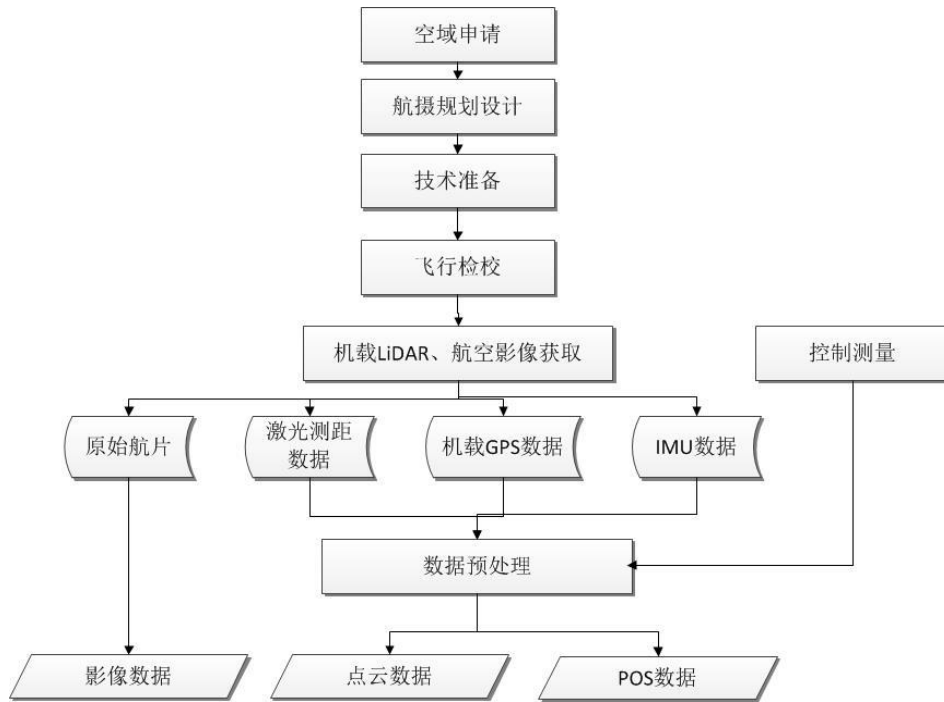 空域申请
航摄规划设计
技术准备
飞行检校
机载LiDAR、航空影像获取
控制测量
原始航片
激光测距
数据
机载GPS数据
IMU数据
数据预处理
影像数据
点云数据
POS数据